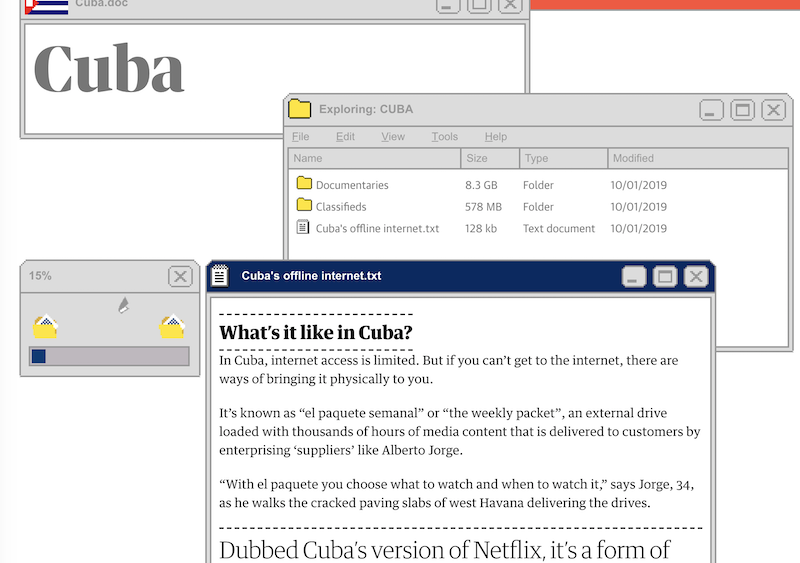 Cuba.doc
Cuba
Exploring: CUBA
File Edit View Tools Help
Name Size Type Modified
Documentaries 8.3 GB Folder 10/01/2019
Classifieds 578 MB Folder 10/01/2019
Cuba's offline internet.txt 128 kb Text document 10/01/2019
15%
Cuba's offline internet.txt
What’s it like in Cuba?
In Cuba, internet access is limited. But if you can’t get to the internet, there are
ways of bringing it physically to you.
It’s known as “el paquete semanal” or “the weekly packet”, an external drive
loaded with thousands of hours of media content that is delivered to customers by
enterprising ‘suppliers’ like Alberto Jorge.
“With el paquete you choose what to watch and when to watch it,” says Jorge, 34,
as he walks the cracked paving slabs of west Havana delivering the drives.
Dubbed Cuba’s version of Netflix, it’s a form of